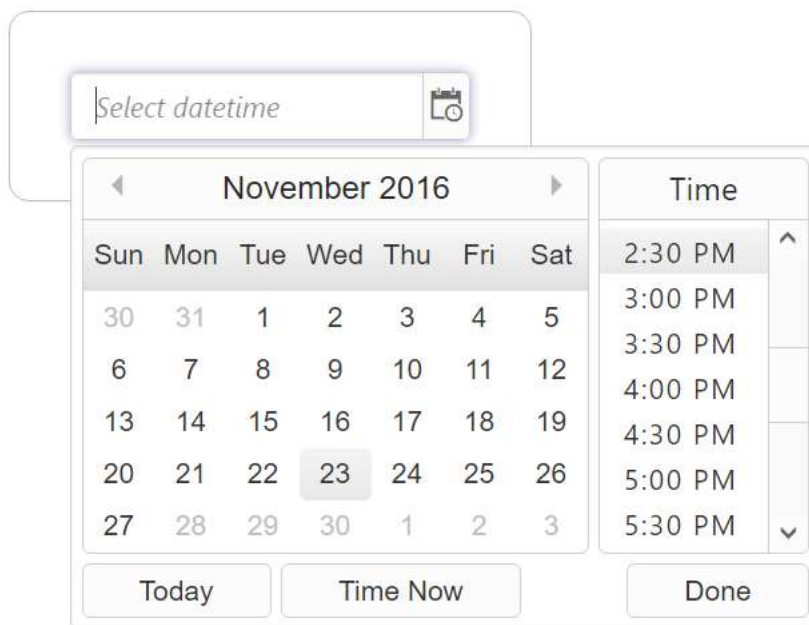 Select datetime
November 2016 Time
Sun Mon Tue Wed Thu Fri Sat 2:30 PM
30 31 1 2 3 4 5 3:00 PM
3:30 PM
6 7 8 9 10 11 12 4:00 PM
13 14 15 16 17 18 19 4:30 PM
20 21 22 23 24 25 26 5:00 PM
27 28 29 30 1 2 3 5:30 PM
Today Time Now Done